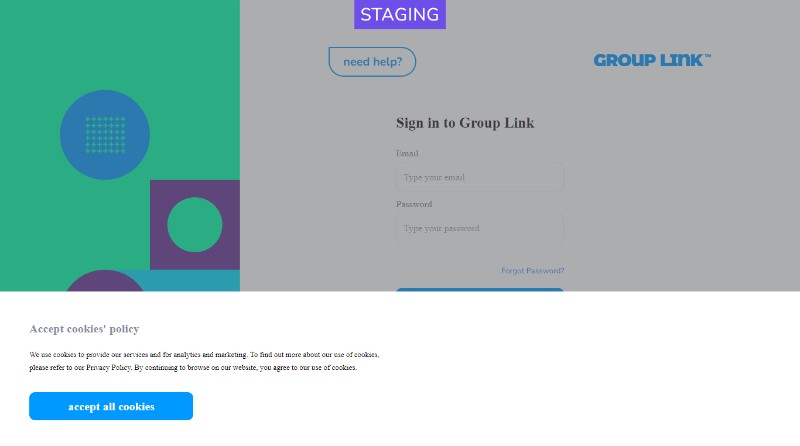 STAGING
need help?
GROUP LINK™
Sign in to Group Link
Email
Type your email
Password
Type your password
Forgot Password?
Accept cookies' policy
We use cookies to provide our services and for analytics and marketing. To find out more about our use of cookies,
please refer to our Privacy Policy. By continuing to browse on our website, you agree to our use of cookies.
accept all cookies